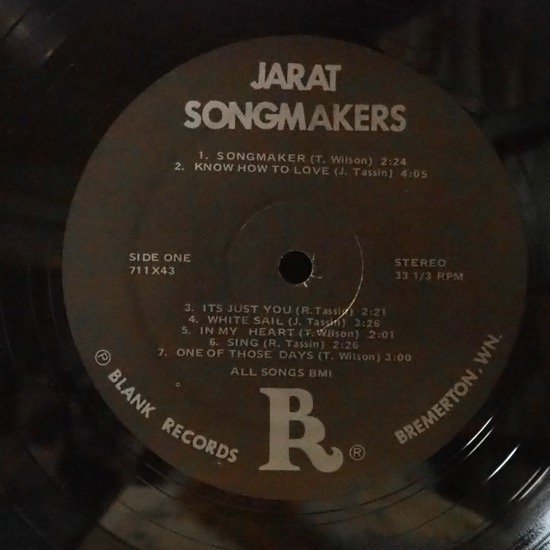 JARAT
SONGMAKERS
1. SONGMAKER (T. Wilson) 2:24
2. KNOW HOW TO LOVE (J. Tassin) 4:05
SIDE ONE
711X43
STEREO
33 1/3 RPM
3. ITS JUST YOU (R. Tassin) 2:21
4. WHITE SAIL (J. Tassin) 3:26
5. IN MY HEART (T. Wilson) 2:01
6. SING (R. Tassin) 2:26
7. ONE OF THOSE DAYS (T. Wilson) 3:00
ALL SONGS BMI
Ⓟ BLANK RECORDS
R ®
BREMERTON, WN.